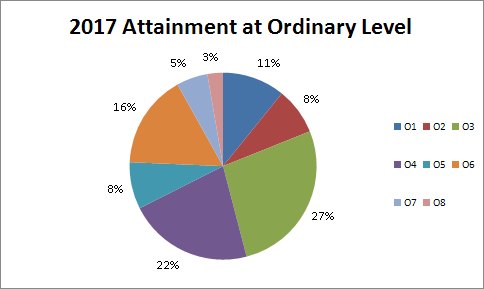 2017 Attainment at Ordinary Level
3%
5%
11%
8%
16%
8%
27%
22%
O1 O2 O3
O4 O5 O6
O7 O8